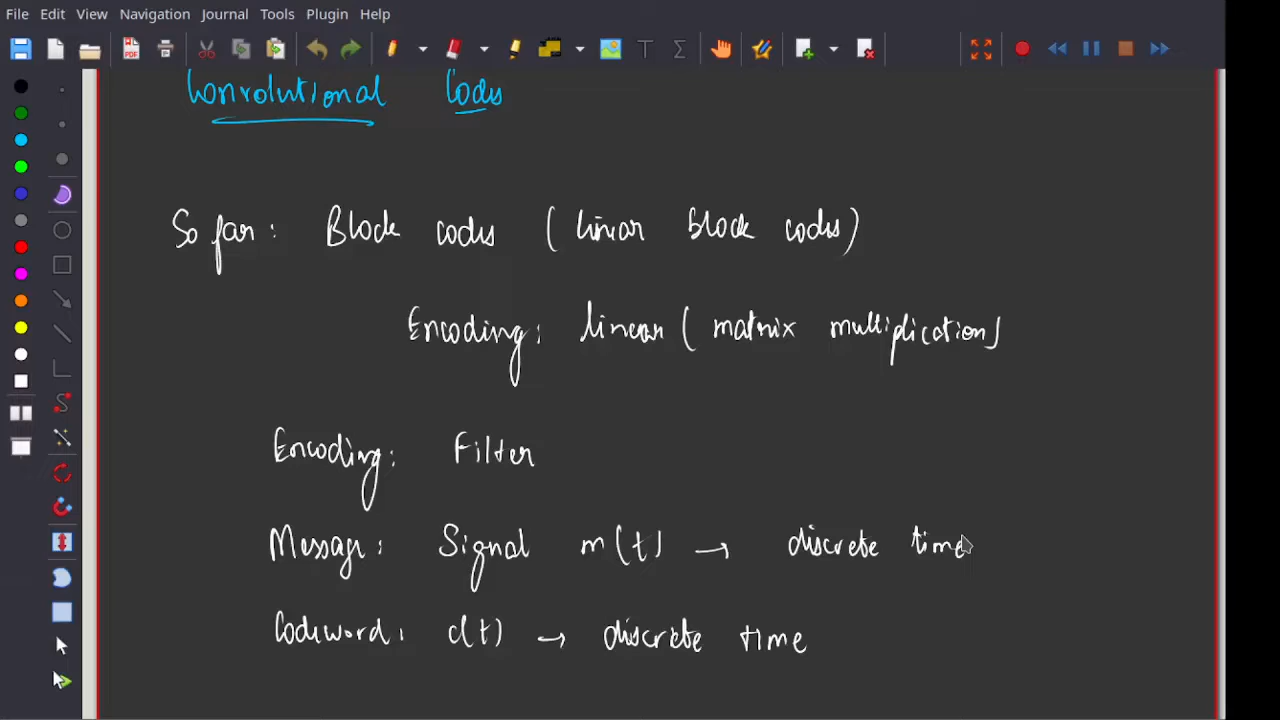 File Edit View Navigation Journal Tools Plugin Help
Convolutional Codes
So far: Block codes (linear block codes)
Encoding: linear (matrix multiplication)
Encoding: Filter
Message: Signal m(t) → discrete time
Codeword: c(t) → discrete time